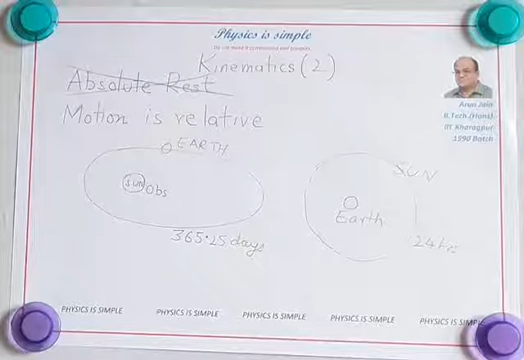 Physics is simple
Kinematics (2)
Absolute Rest
Motion is relative
EARTH
SUN
Obs
365.25 days
SUN
Earth
24 hrs
Arun Jain
B.Tech.(Hons)
IIT Kharagpur
1990 Batch
PHYSICS IS SIMPLE PHYSICS IS SIMPLE PHYSICS IS SIMPLE PHYSICS IS SIMPLE PHYSICS IS SIMPLE